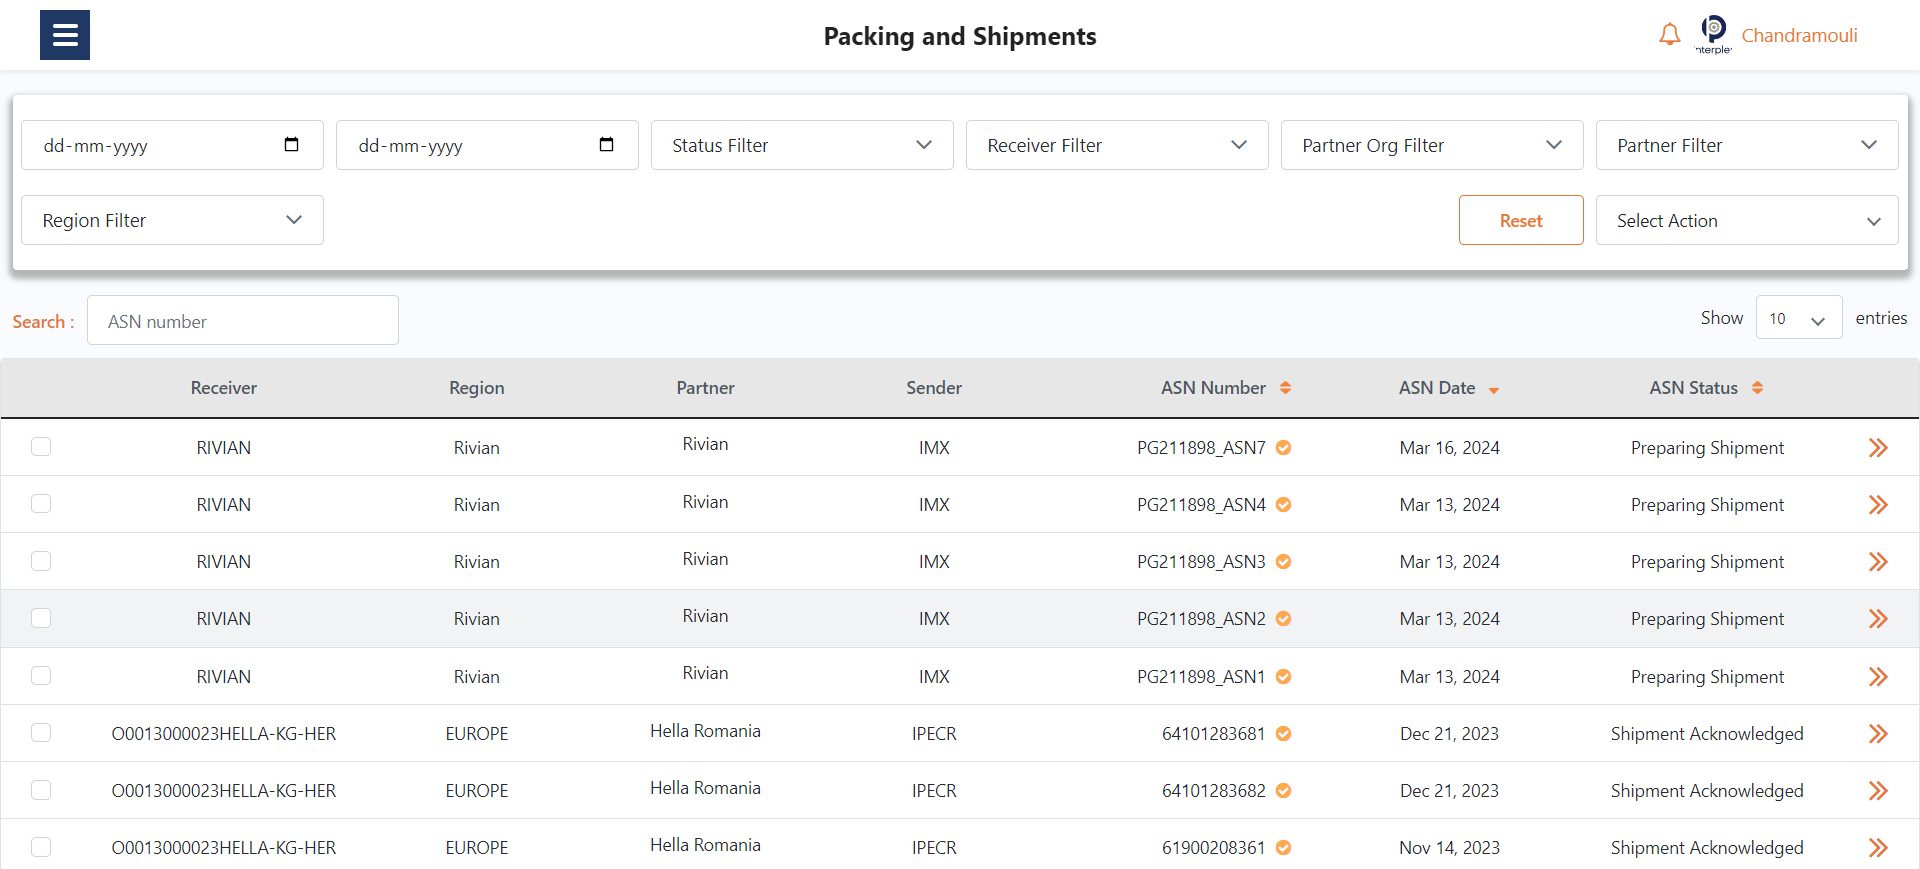 Packing and Shipments
nterple
Chandramouli
dd-mm-yyyy dd-mm-yyyy Status Filter Receiver Filter Partner Org Filter Partner Filter
Region Filter Reset Select Action
Search : ASN number Show 10 entries
Receiver Region Partner Sender ASN Number ASN Date ASN Status
RIVIAN Rivian Rivian IMX PG211898_ASN7 Mar 16, 2024 Preparing Shipment
RIVIAN Rivian Rivian IMX PG211898_ASN4 Mar 13, 2024 Preparing Shipment
RIVIAN Rivian Rivian IMX PG211898_ASN3 Mar 13, 2024 Preparing Shipment
RIVIAN Rivian Rivian IMX PG211898_ASN2 Mar 13, 2024 Preparing Shipment
RIVIAN Rivian Rivian IMX PG211898_ASN1 Mar 13, 2024 Preparing Shipment
O0013000023HELLA-KG-HER EUROPE Hella Romania IPECR 64101283681 Dec 21, 2023 Shipment Acknowledged
O0013000023HELLA-KG-HER EUROPE Hella Romania IPECR 64101283682 Dec 21, 2023 Shipment Acknowledged
O0013000023HELLA-KG-HER EUROPE Hella Romania IPECR 61900208361 Nov 14, 2023 Shipment Acknowledged